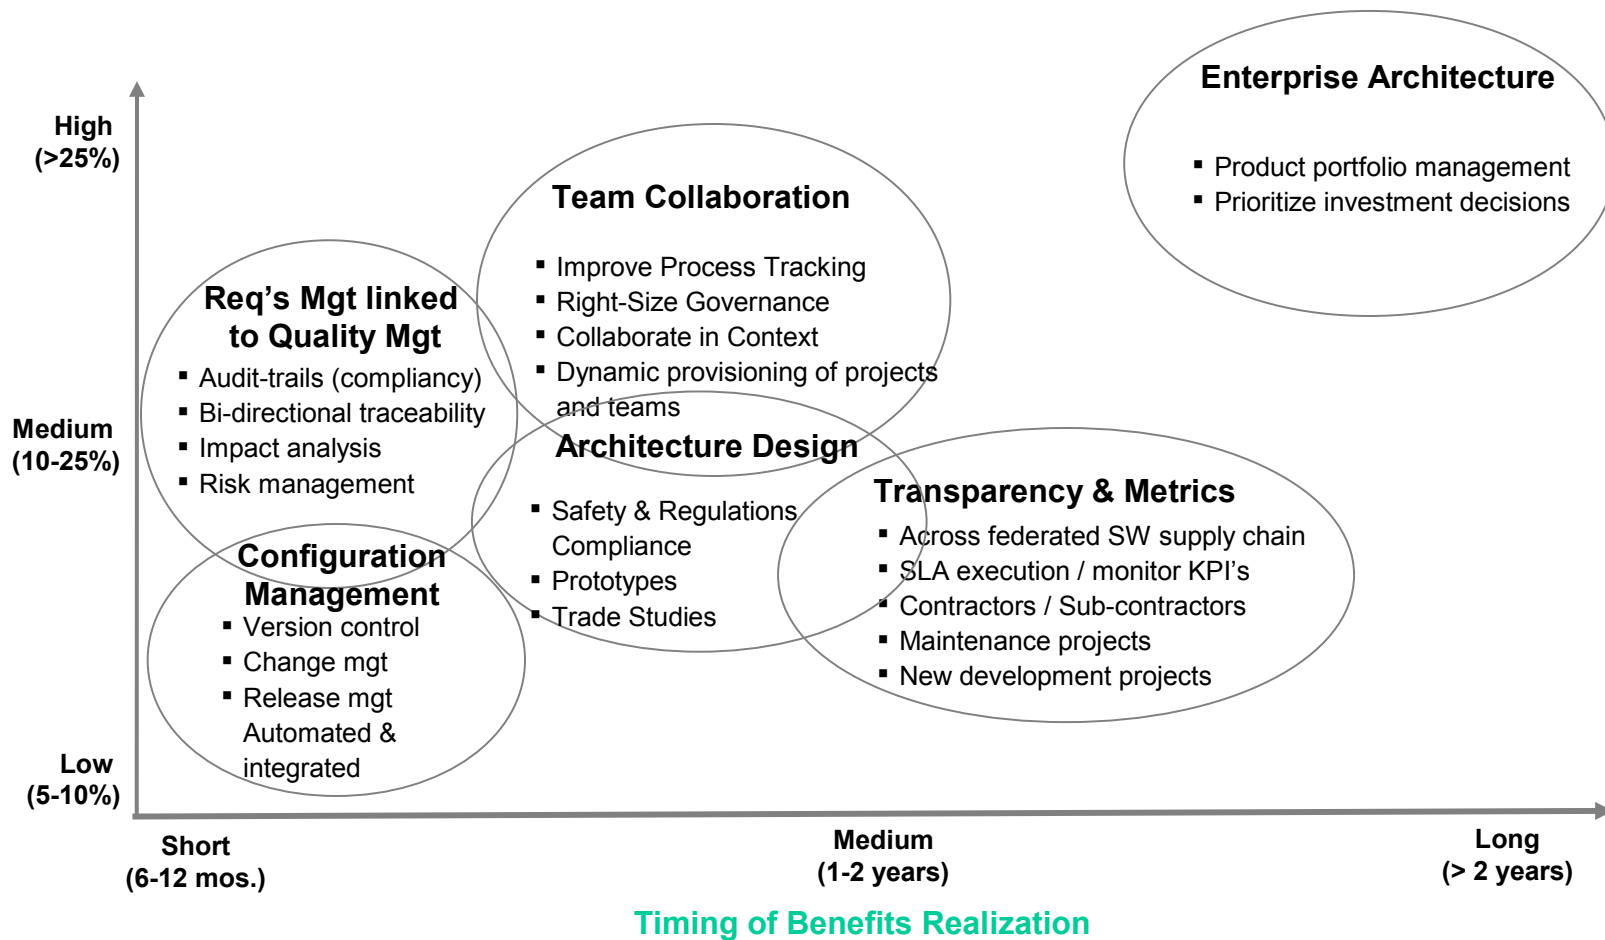 Enterprise Architecture
▪ Product portfolio management
▪ Prioritize investment decisions
High
(>25%)
Team Collaboration
▪ Improve Process Tracking
▪ Right-Size Governance
▪ Collaborate in Context
▪ Dynamic provisioning of projects
and teams
Req's Mgt linked
to Quality Mgt
▪ Audit-trails (compliancy)
▪ Bi-directional traceability
▪ Impact analysis
▪ Risk management
Medium
(10-25%)
Architecture Design
▪ Safety & Regulations
Compliance
▪ Prototypes
▪ Trade Studies
Transparency & Metrics
▪ Across federated SW supply chain
▪ SLA execution / monitor KPI's
▪ Contractors / Sub-contractors
▪ Maintenance projects
▪ New development projects
Configuration
Management
▪ Version control
▪ Change mgt
▪ Release mgt
Automated &
integrated
Low
(5-10%)
Short
(6-12 mos.)
Medium
(1-2 years)
Long
(> 2 years)
Timing of Benefits Realization